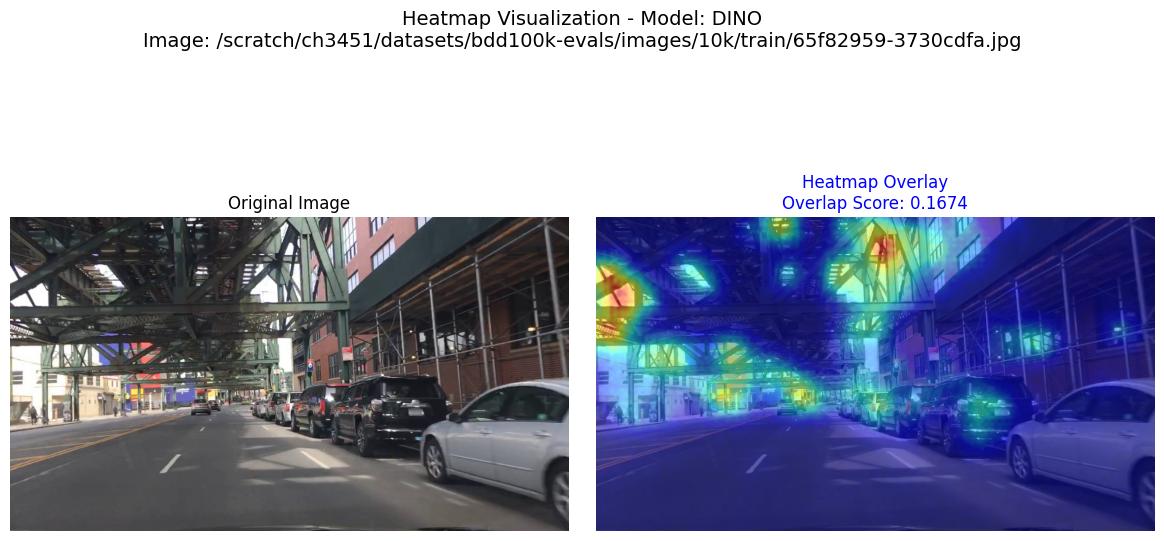 Heatmap Visualization - Model: DINO
Image: /scratch/ch3451/datasets/bdd100k-evals/images/10k/train/65f82959-3730cdfa.jpg
Original Image
Heatmap Overlay
Overlap Score: 0.1674